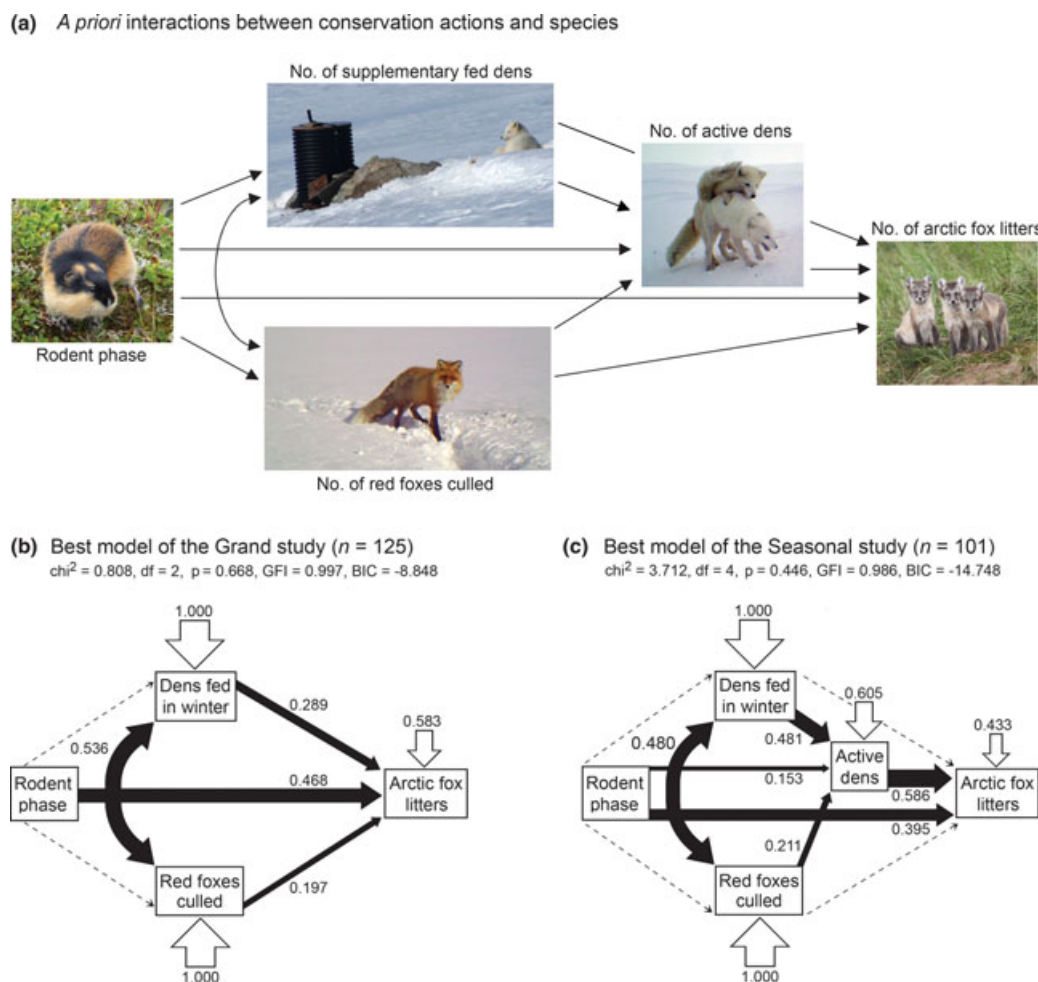 (a) A priori interactions between conservation actions and species
No. of supplementary fed dens
No. of active dens
No. of arctic fox litters
Rodent phase
No. of red foxes culled
(b) Best model of the Grand study (n = 125)
chi² = 0.808, df = 2, p = 0.668, GFI = 0.997, BIC = -8.848
1.000
Dens fed
in winter
0.289
0.583
0.536
Rodent
phase
0.468
Arctic fox
litters
Red foxes
culled
0.197
1.000
(c) Best model of the Seasonal study (n = 101)
chi² = 3.712, df = 4, p = 0.446, GFI = 0.986, BIC = -14.748
1.000
Dens fed
in winter
0.605
0.433
0.480
0.481
Active
dens
Rodent
phase
0.153
0.586
Arctic fox
litters
0.395
0.211
Red foxes
culled
1.000